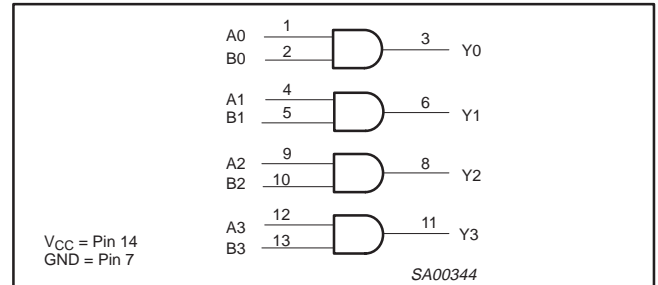 A0 1
B0 2
3 Y0
A1 4
B1 5
6 Y1
A2 9
B2 10
8 Y2
A3 12
B3 13
11 Y3
VCC = Pin 14
GND = Pin 7
SA00344